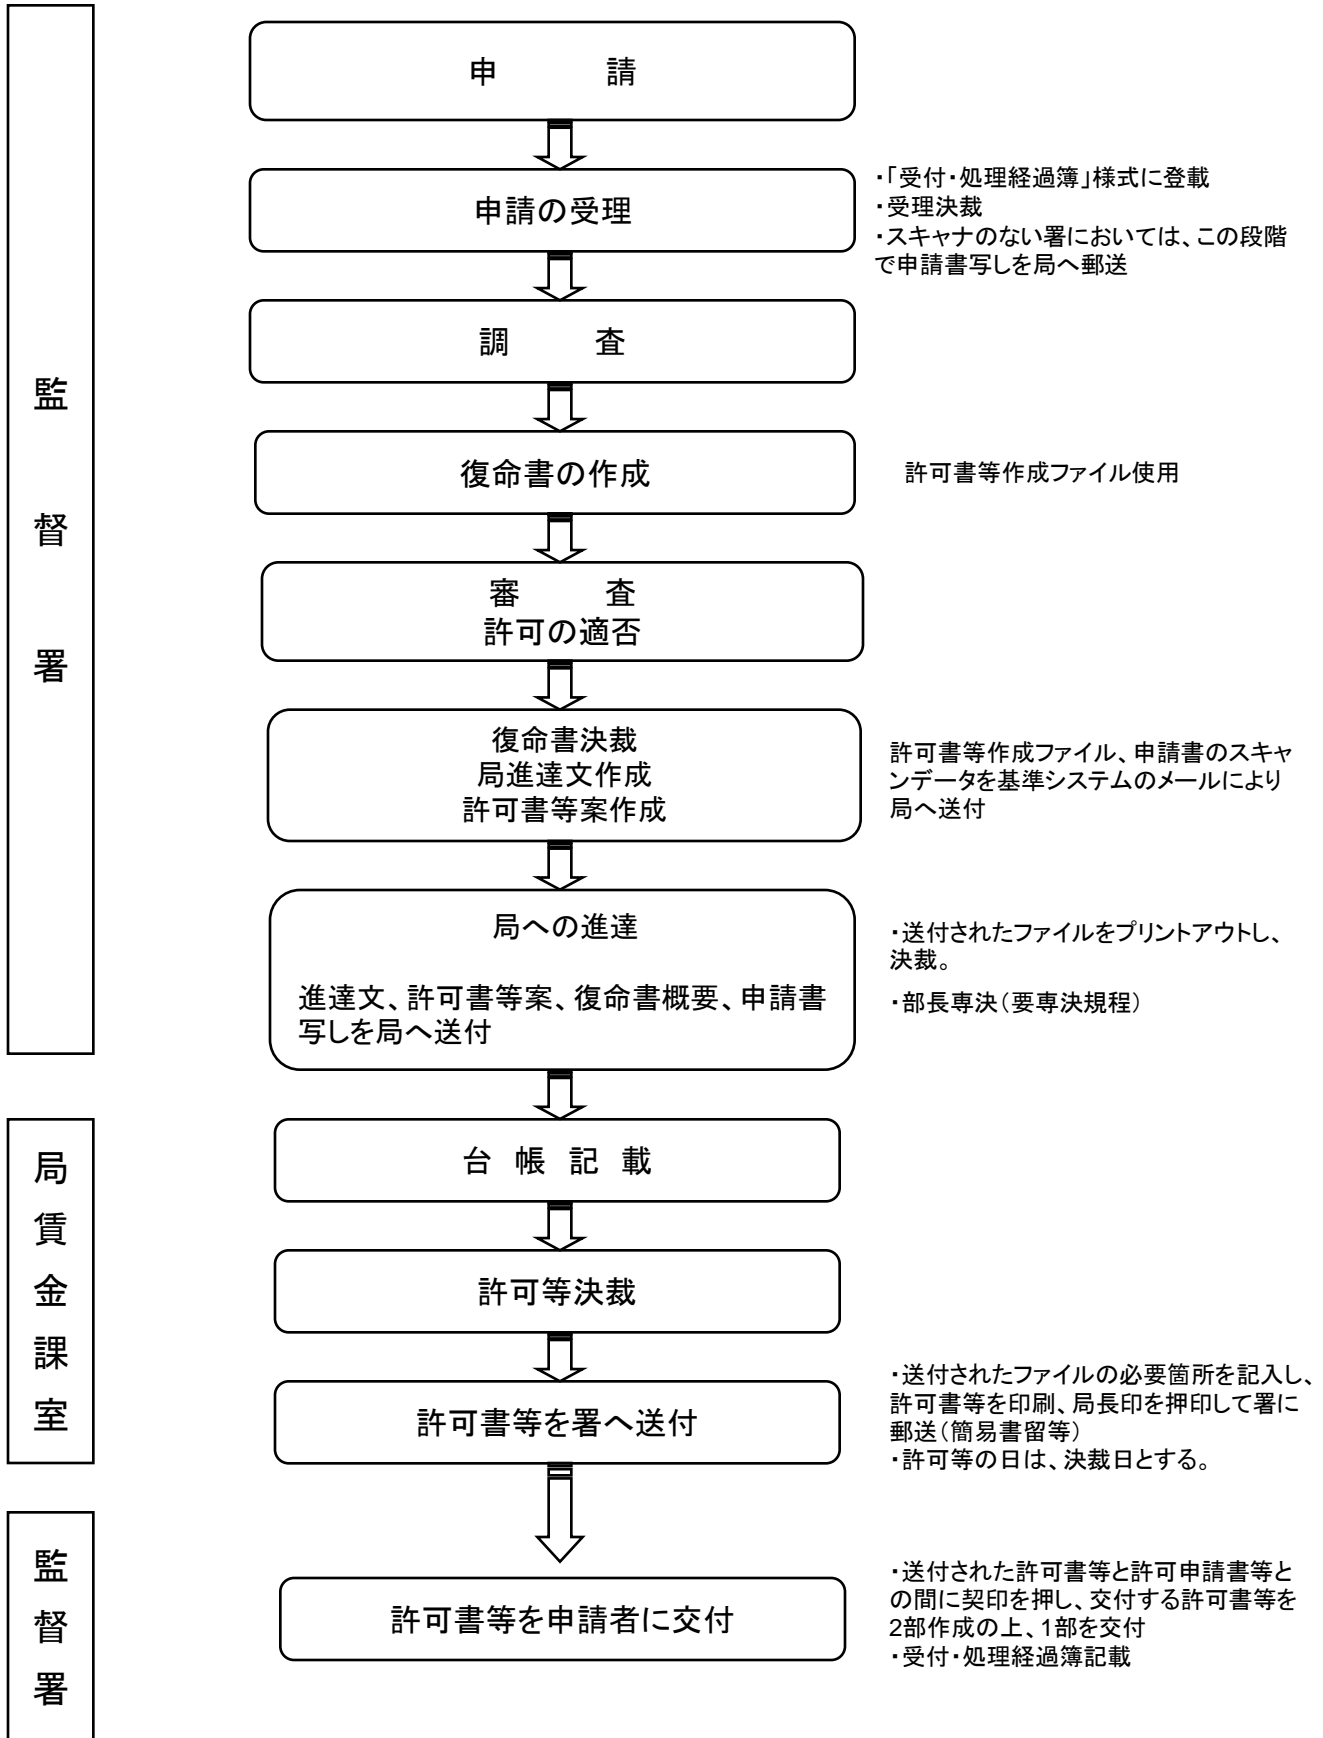 監督署
申請
申請の受理
・「受付・処理経過簿」様式に登載
・受理決裁
・スキャナのない署においては、この段階
で申請書写しを局へ郵送
調査
復命書の作成
許可書等作成ファイル使用
審査
許可の適否
復命書決裁
局進達文作成
許可書等案作成
許可書等作成ファイル、申請書のスキャ
ンデータを基準システムのメールにより
局へ送付
局への進達
進達文、許可書等案、復命書概要、申請書
写しを局へ送付
・送付されたファイルをプリントアウトし、
決裁。
・部長専決（要専決規程）
局賃金課室
台帳記載
許可等決裁
許可書等を署へ送付
・送付されたファイルの必要箇所を記入し、
許可書等を印刷、局長印を押印して署に
郵送（簡易書留等）
・許可等の日は、決裁日とする。
監督署
許可書等を申請者に交付
・送付された許可書等と許可申請書等と
の間に契印を押し、交付する許可書等を
2部作成の上、1部を交付
・受付・処理経過簿記載